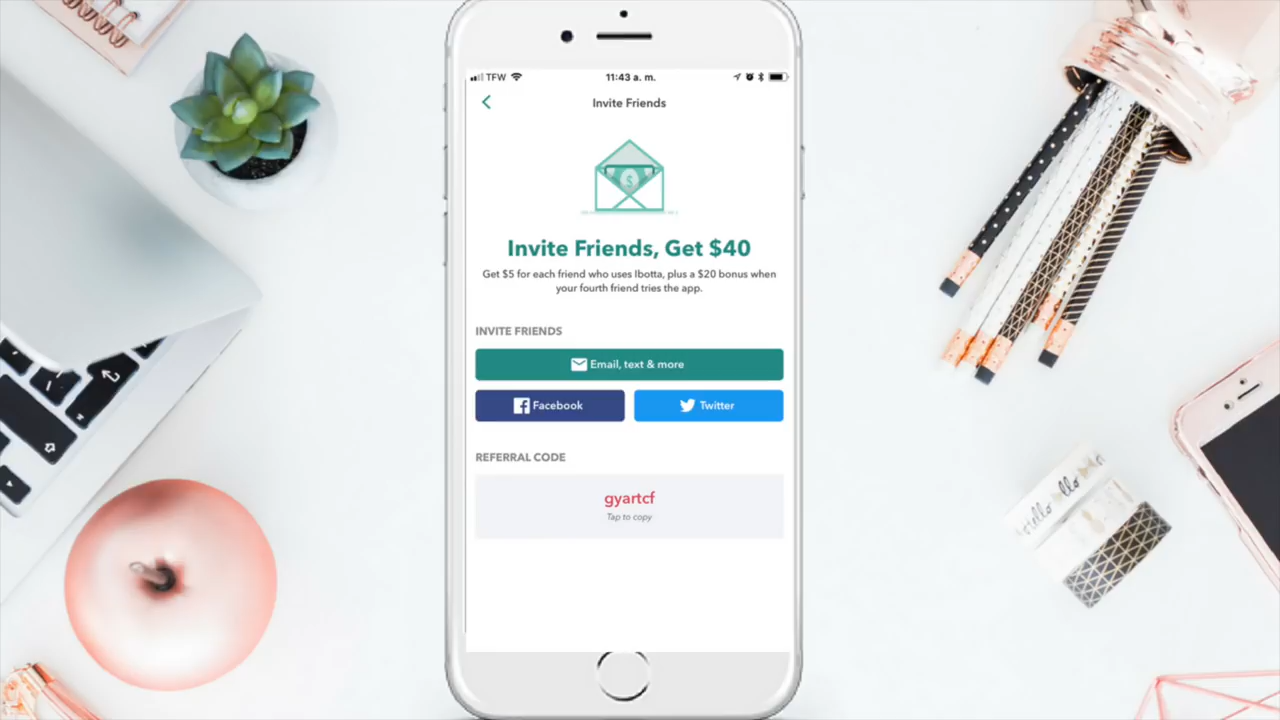 TFW
11:43 a. m.
Invite Friends
$
Invite Friends, Get $40
Get $5 for each friend who uses Ibotta, plus a $20 bonus when
your fourth friend tries the app.
INVITE FRIENDS
Email, text & more
Facebook
Twitter
REFERRAL CODE
gyartcf
Tap to copy
Hello